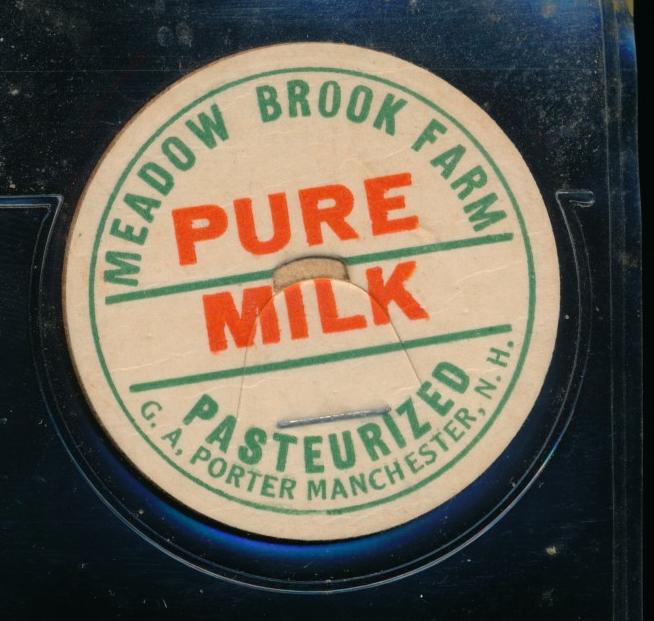 MEADOW BROOK FARM
PURE
MILK
PASTEURIZED
G. A. PORTER MANCHESTER, N. H.